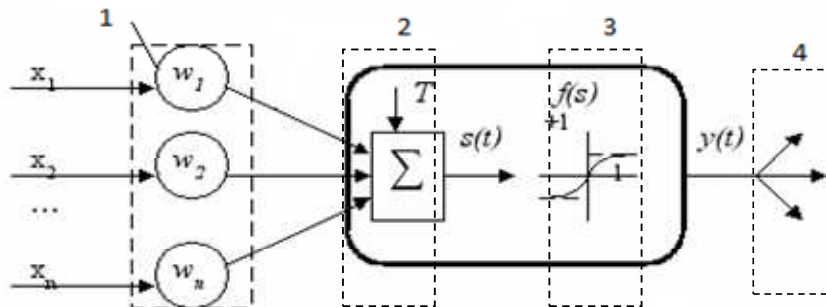 1 2 3 4
x1 w1 T f(s)
+1
s(t) y(t)
x2 w2 Σ 1
...
xn wn